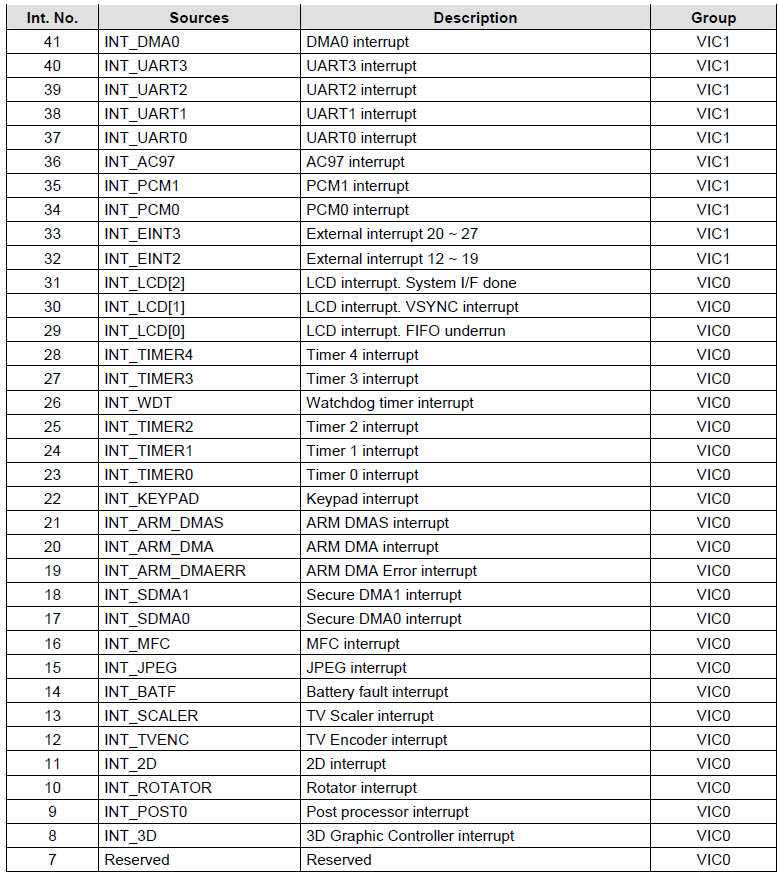 Int. No. Sources Description Group
41 INT_DMA0 DMA0 interrupt VIC1
40 INT_UART3 UART3 interrupt VIC1
39 INT_UART2 UART2 interrupt VIC1
38 INT_UART1 UART1 interrupt VIC1
37 INT_UART0 UART0 interrupt VIC1
36 INT_AC97 AC97 interrupt VIC1
35 INT_PCM1 PCM1 interrupt VIC1
34 INT_PCM0 PCM0 interrupt VIC1
33 INT_EINT3 External interrupt 20 ~ 27 VIC1
32 INT_EINT2 External interrupt 12 ~ 19 VIC1
31 INT_LCD[2] LCD interrupt. System I/F done VIC0
30 INT_LCD[1] LCD interrupt. VSYNC interrupt VIC0
29 INT_LCD[0] LCD interrupt. FIFO underrun VIC0
28 INT_TIMER4 Timer 4 interrupt VIC0
27 INT_TIMER3 Timer 3 interrupt VIC0
26 INT_WDT Watchdog timer interrupt VIC0
25 INT_TIMER2 Timer 2 interrupt VIC0
24 INT_TIMER1 Timer 1 interrupt VIC0
23 INT_TIMER0 Timer 0 interrupt VIC0
22 INT_KEYPAD Keypad interrupt VIC0
21 INT_ARM_DMAS ARM DMAS interrupt VIC0
20 INT_ARM_DMA ARM DMA interrupt VIC0
19 INT_ARM_DMAERR ARM DMA Error interrupt VIC0
18 INT_SDMA1 Secure DMA1 interrupt VIC0
17 INT_SDMA0 Secure DMA0 interrupt VIC0
16 INT_MFC MFC interrupt VIC0
15 INT_JPEG JPEG interrupt VIC0
14 INT_BATF Battery fault interrupt VIC0
13 INT_SCALER TV Scaler interrupt VIC0
12 INT_TVENC TV Encoder interrupt VIC0
11 INT_2D 2D interrupt VIC0
10 INT_ROTATOR Rotator interrupt VIC0
9 INT_POST0 Post processor interrupt VIC0
8 INT_3D 3D Graphic Controller interrupt VIC0
7 Reserved Reserved VIC0